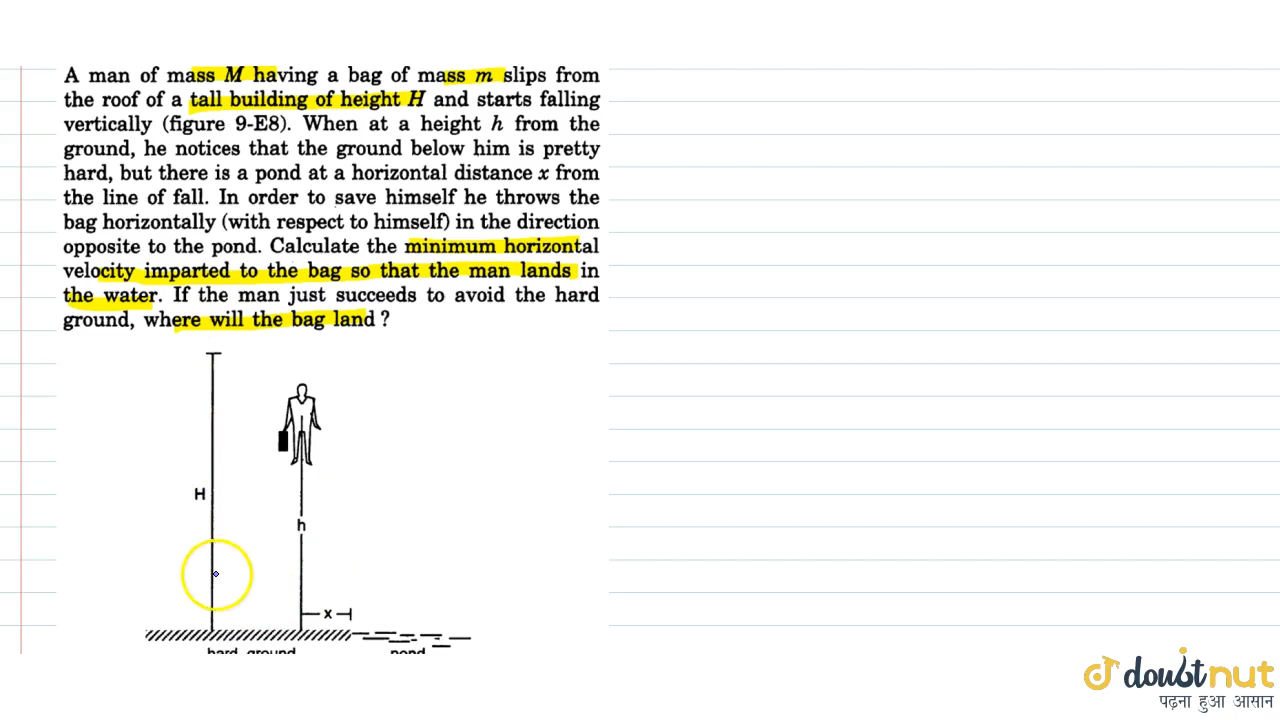 A man of mass M having a bag of mass m slips from
the roof of a tall building of height H and starts falling
vertically (figure 9-E8). When at a height h from the
ground, he notices that the ground below him is pretty
hard, but there is a pond at a horizontal distance x from
the line of fall. In order to save himself he throws the
bag horizontally (with respect to himself) in the direction
opposite to the pond. Calculate the minimum horizontal
velocity imparted to the bag so that the man lands in
the water. If the man just succeeds to avoid the hard
ground, where will the bag land ?
H
h
x
hard ground pond
doubtnut
पढ़ना हुआ आसान